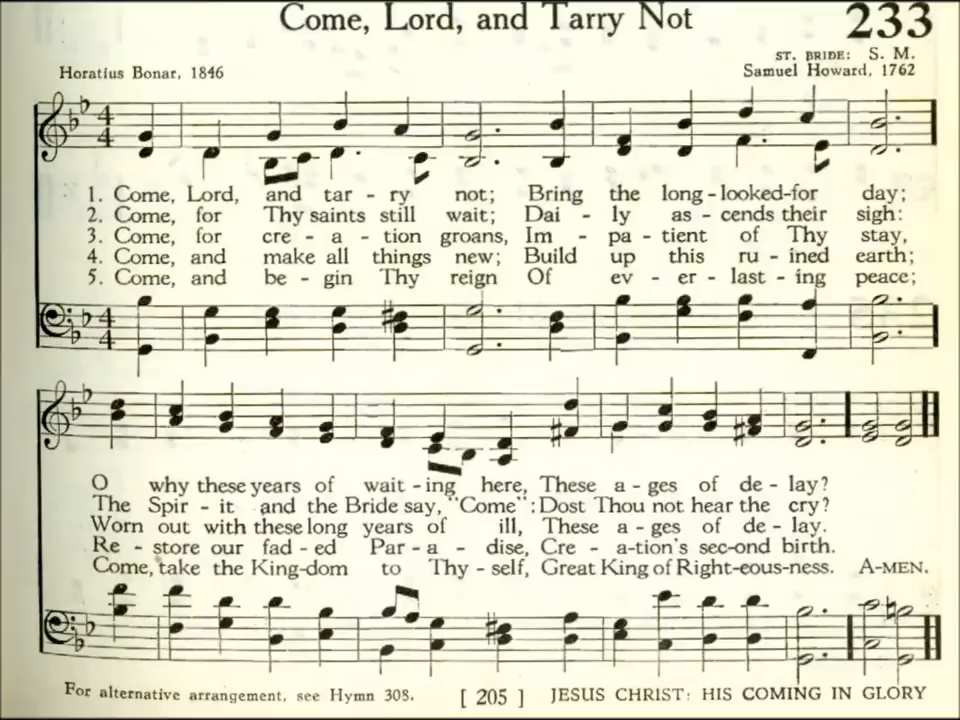 Come, Lord, and Tarry Not 233
ST. BRIDE: S. M.
Horatius Bonar, 1846 Samuel Howard, 1762
4
4
1. Come, Lord, and tar - ry not; Bring the long - looked-for day;
2. Come, for Thy saints still wait; Dai - ly as - cends their sigh:
3. Come, for cre - a - tion groans, Im - pa - tient of Thy stay,
4. Come, and make all things new; Build up this ru - ined earth;
5. Come, and be - gin Thy reign Of ev - er - last - ing peace;
4
4
O why these years of wait - ing here, These a - ges of de - lay?
The Spir - it and the Bride say, "Come": Dost Thou not hear the cry?
Worn out with these long years of ill, These a - ges of de - lay.
Re - store our fad - ed Par - a - dise, Cre - a-tion's sec-ond birth.
Come, take the King-dom to Thy - self, Great King of Right-eous-ness. A-MEN.
For alternative arrangement, see Hymn 308. [ 205 ] JESUS CHRIST: HIS COMING IN GLORY